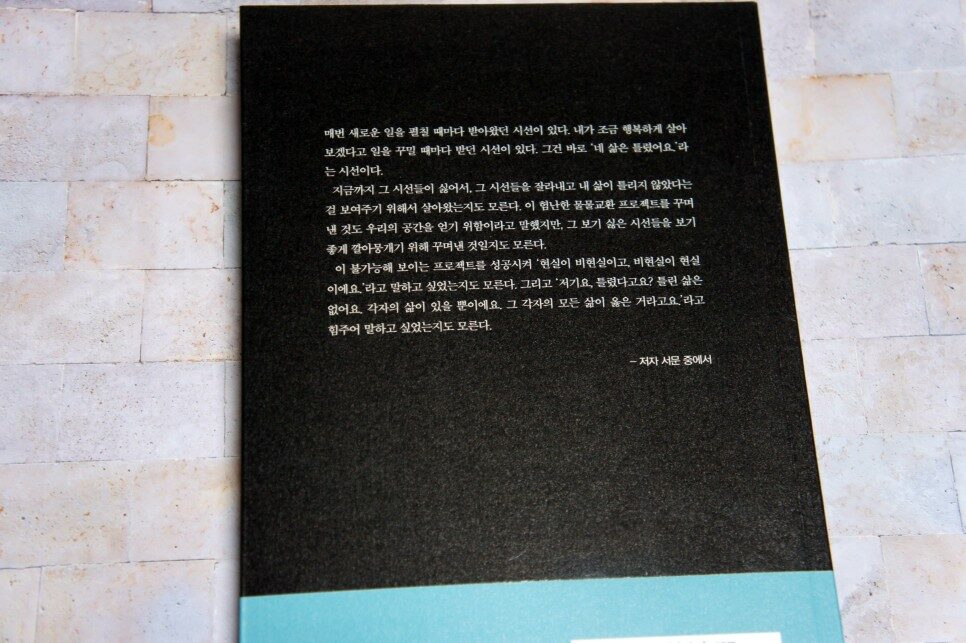 매번 새로운 일을 펼칠 때마다 받아왔던 시선이 있다. 내가 조금 행복하게 살아
보겠다고 일을 꾸밀 때마다 받던 시선이 있다. 그건 바로 '네 삶은 틀렸어요.'라
는 시선이다.
지금까지 그 시선들이 싫어서, 그 시선들을 잘라내고 내 삶이 틀리지 않았다는
걸 보여주기 위해서 살아왔는지도 모른다. 이 험난한 물물교환 프로젝트를 꾸며
낸 것도 우리의 공간을 얻기 위함이라고 말했지만, 그 보기 싫은 시선들을 보기
좋게 깔아뭉개기 위해 꾸며낸 것일지도 모른다.
이 불가능해 보이는 프로젝트를 성공시켜 '현실이 비현실이고, 비현실이 현실
이에요.'라고 말하고 싶었는지도 모른다. 그리고 '저기요, 틀렸다고요? 틀린 삶은
없어요. 각자의 삶이 있을 뿐이에요. 그 각자의 모든 삶이 옳은 거라고요.'라고
힘주어 말하고 싶었는지도 모른다.
– 저자 서문 중에서